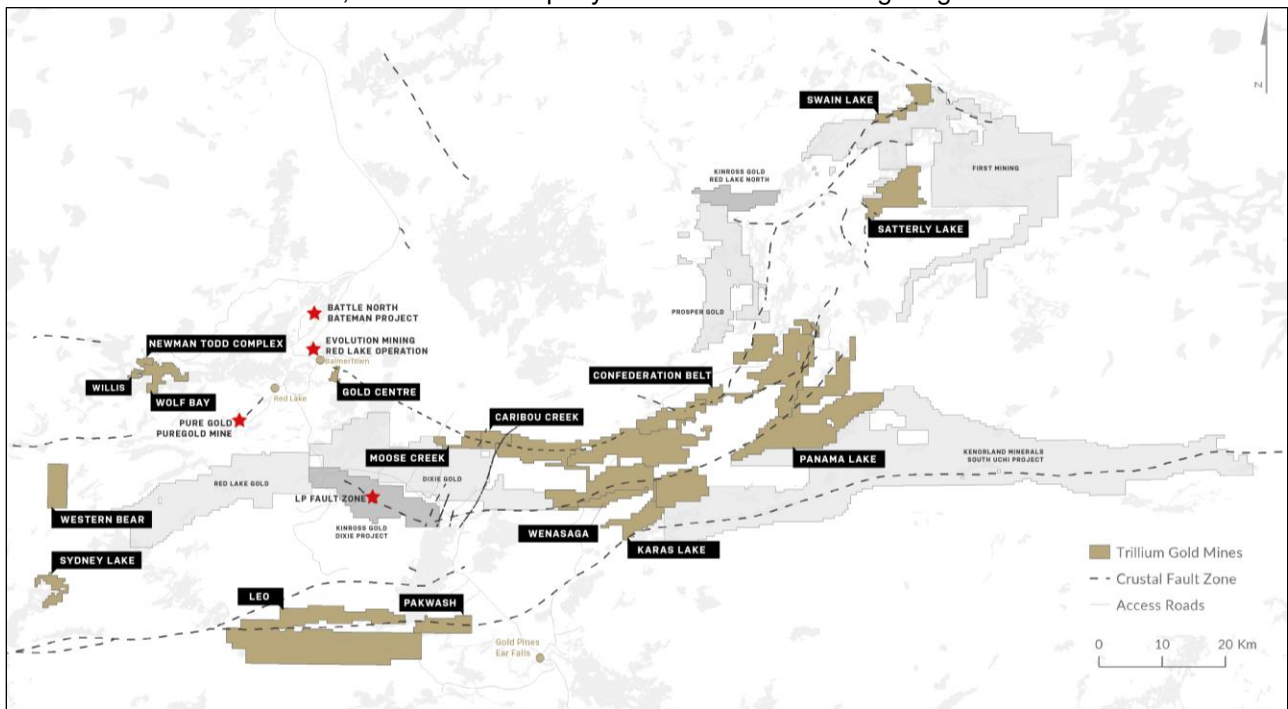 SWAIN LAKE
KINROSS GOLD
RED LAKE NORTH
FIRST MINING
SATTERLY LAKE
PROSPER GOLD
BATTLE NORTH
BATEMAN PROJECT
EVOLUTION MINING
RED LAKE OPERATION
Balmertown
NEWMAN TODD COMPLEX
WILLIS
WOLF BAY
GOLD CENTRE
Red Lake
PURE GOLD
PUREGOLD MINE
CONFEDERATION BELT
CARIBOU CREEK
MOOSE CREEK
PANAMA LAKE
KENORLAND MINERALS
SOUTH UCHI PROJECT
RED LAKE GOLD
DIXIE GOLD
LP FAULT ZONE
KINROSS GOLD
DIXIE PROJECT
WESTERN BEAR
WENASAGA
KARAS LAKE
SYDNEY LAKE
LEO
PAKWASH
Gold Pines
Ear Falls
Trillium Gold Mines
Crustal Fault Zone
Access Roads
0 10 20 Km
N